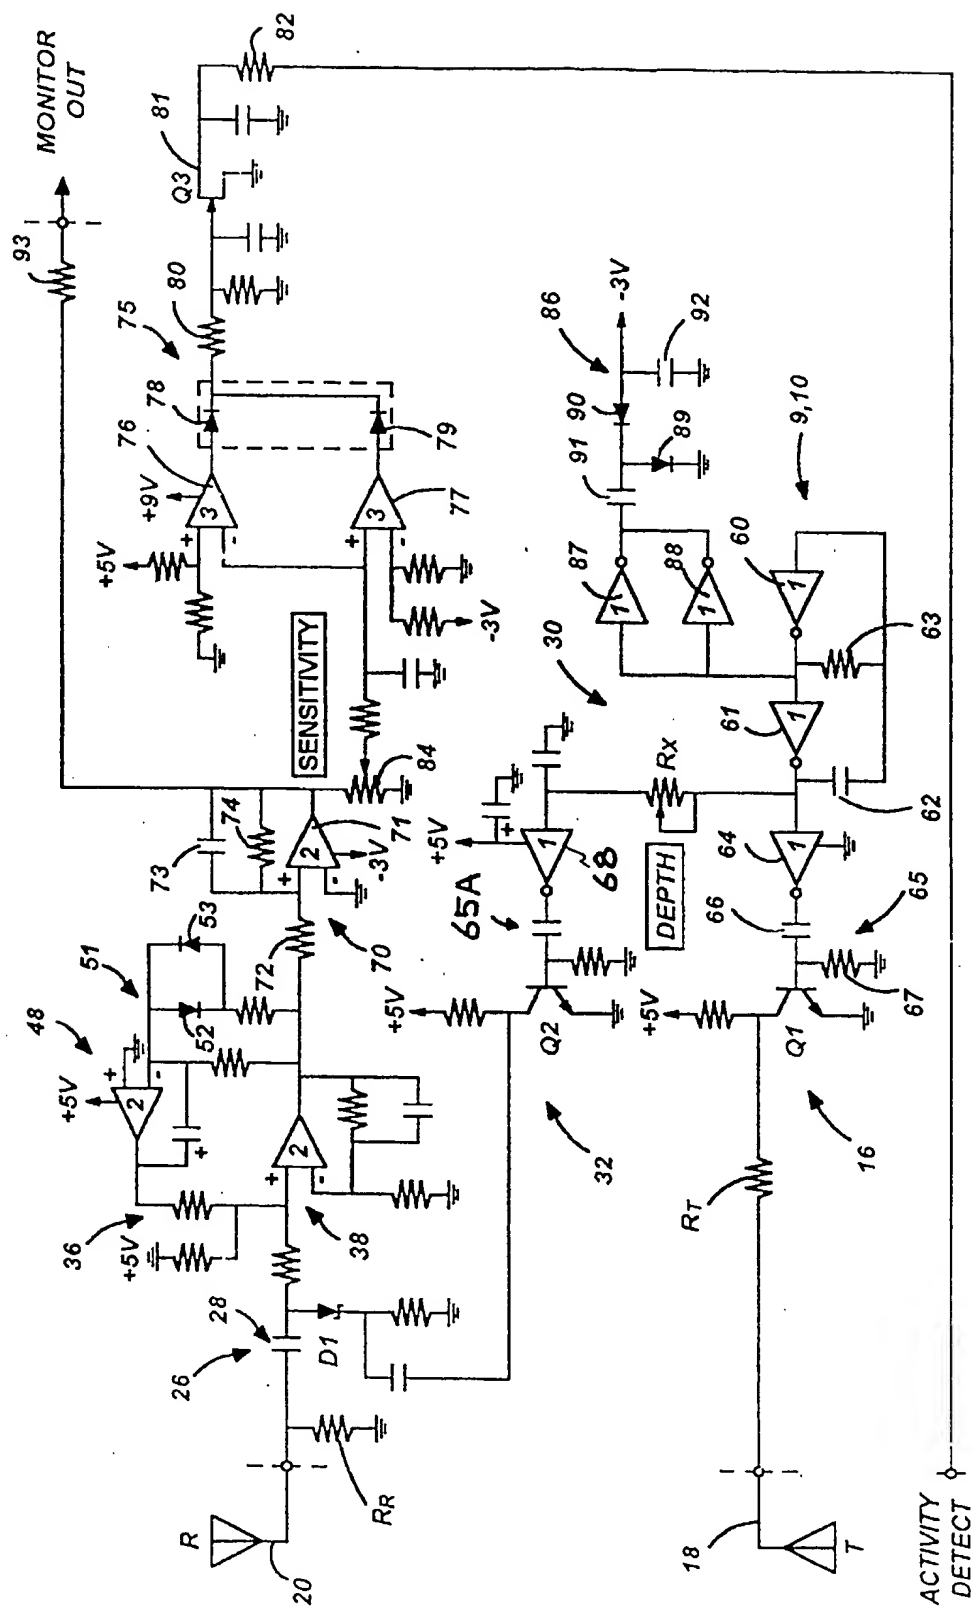 MONITOR
OUT
93
82
81
Q3
80
75
78
76
+9V
3
+
-
+5V
79
77
3
+
-
-3V
SENSITIVITY
84
73
74
71
2
+
-
-3V
72
70
53
51
52
48
+5V
2
+
-
+
36
+5V
38
2
+
-
28
26
D1
RR
R
20
86
-3V
92
90
91
89
87
1
88
1
9,10
60
1
63
30
61
1
62
RX
DEPTH
+5V
+
1
68
65A
64
1
66
65
67
+5V
Q2
32
+5V
Q1
16
RT
18
T
ACTIVITY
DETECT